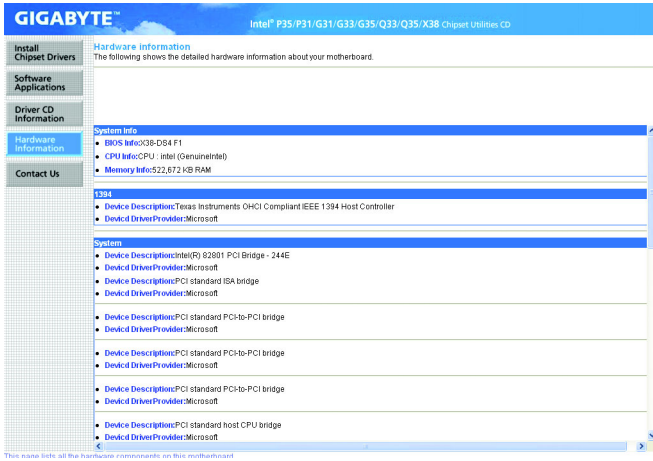 GIGABYTE™
Intel® P35/P31/G31/G33/G35/Q33/Q35/X38 Chipset Utilities CD
Install
Chipset Drivers
Software
Applications
Driver CD
Information
Hardware
Information
Contact Us
Hardware information
The following shows the detailed hardware information about your motherboard.
System Info
• BIOS Info:X38-DS4 F1
• CPU Info:CPU : intel (GenuineIntel)
• Memory Info:522,672 KB RAM
1394
• Device Description:Texas Instruments OHCI Compliant IEEE 1394 Host Controller
• Devicd DriverProvider:Microsoft
System
• Device Description:Intel(R) 82801 PCI Bridge - 244E
• Devicd DriverProvider:Microsoft
• Device Description:PCI standard ISA bridge
• Devicd DriverProvider:Microsoft
• Device Description:PCI standard PCI-to-PCI bridge
• Devicd DriverProvider:Microsoft
• Device Description:PCI standard PCI-to-PCI bridge
• Devicd DriverProvider:Microsoft
• Device Description:PCI standard PCI-to-PCI bridge
• Devicd DriverProvider:Microsoft
• Device Description:PCI standard host CPU bridge
• Devicd DriverProvider:Microsoft
This page lists all the hardware components on this motherboard.